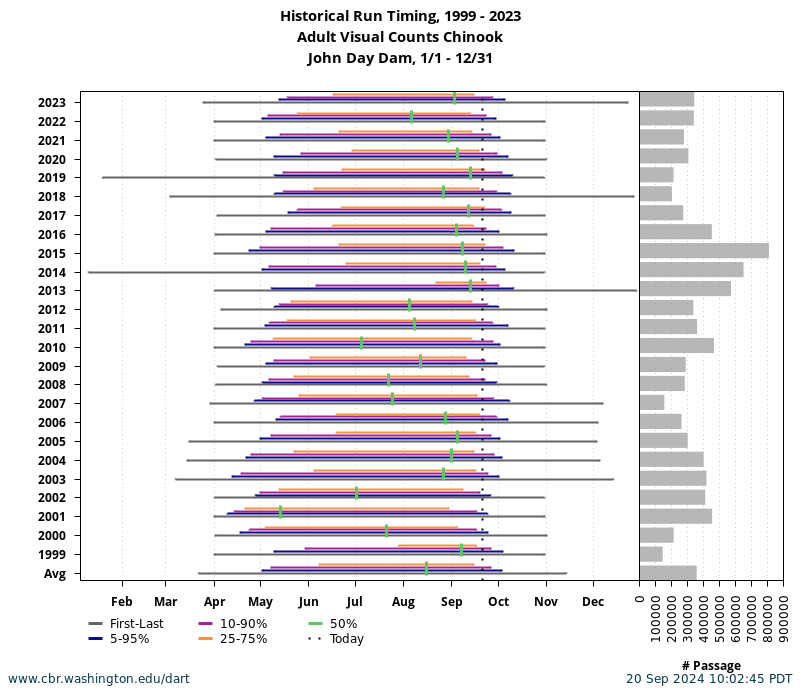 Historical Run Timing, 1999 - 2023
Adult Visual Counts Chinook
John Day Dam, 1/1 - 12/31
2023
2022
2021
2020
2019
2018
2017
2016
2015
2014
2013
2012
2011
2010
2009
2008
2007
2006
2005
2004
2003
2002
2001
2000
1999
Avg
Feb Mar Apr May Jun Jul Aug Sep Oct Nov Dec
0 100000 200000 300000 400000 500000 600000 700000 800000 900000
First-Last 10-90% 50%
5-95% 25-75% Today
# Passage
www.cbr.washington.edu/dart
20 Sep 2024 10:02:45 PDT